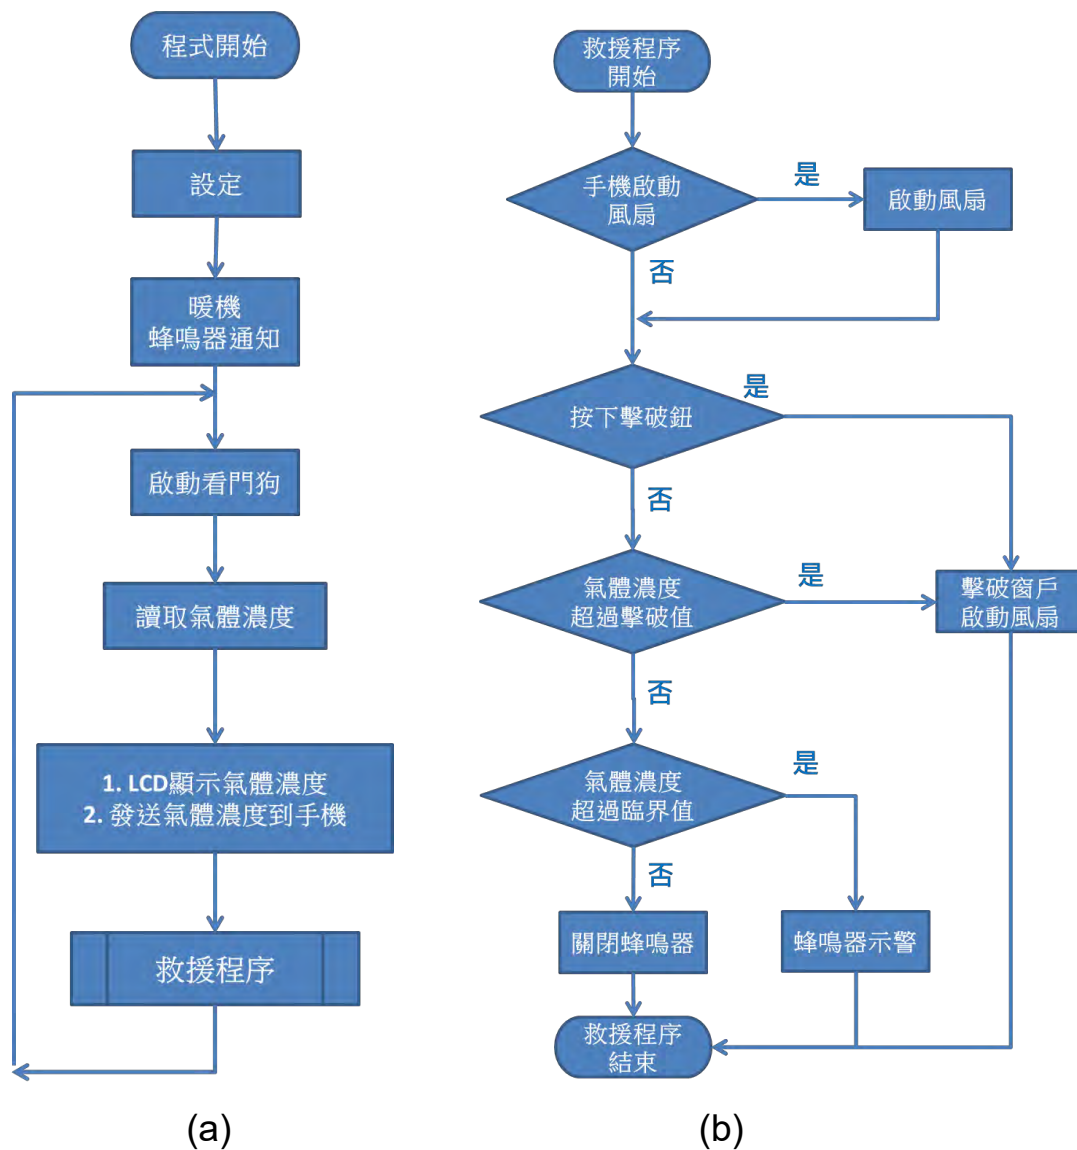 程式開始
設定
暖機
蜂鳴器通知
啟動看門狗
讀取氣體濃度
1. LCD顯示氣體濃度
2. 發送氣體濃度到手機
救援程序
(a)
救援程序
開始
手機啟動
風扇
是
啟動風扇
否
按下擊破鈕
是
否
氣體濃度
超過擊破值
是
擊破窗戶
啟動風扇
否
氣體濃度
超過臨界值
是
否
關閉蜂鳴器
蜂鳴器示警
救援程序
結束
(b)